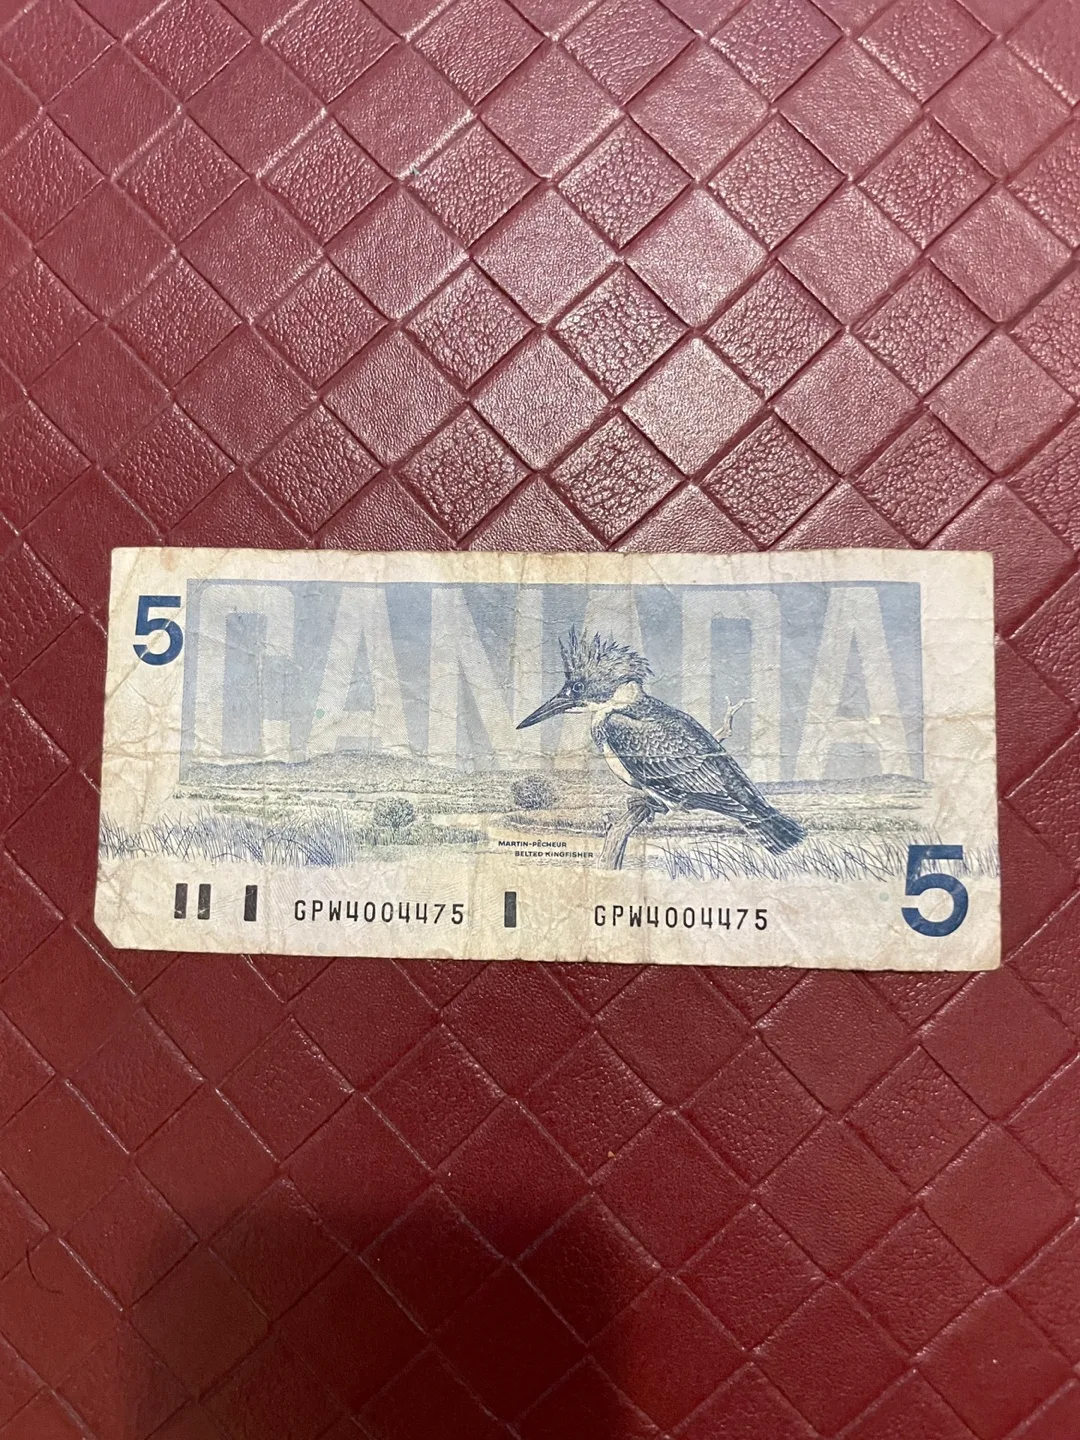 5
CANADA
MARTIN-PÊCHEUR
BELTED KINGFISHER
GPW4004475 GPW4004475
5